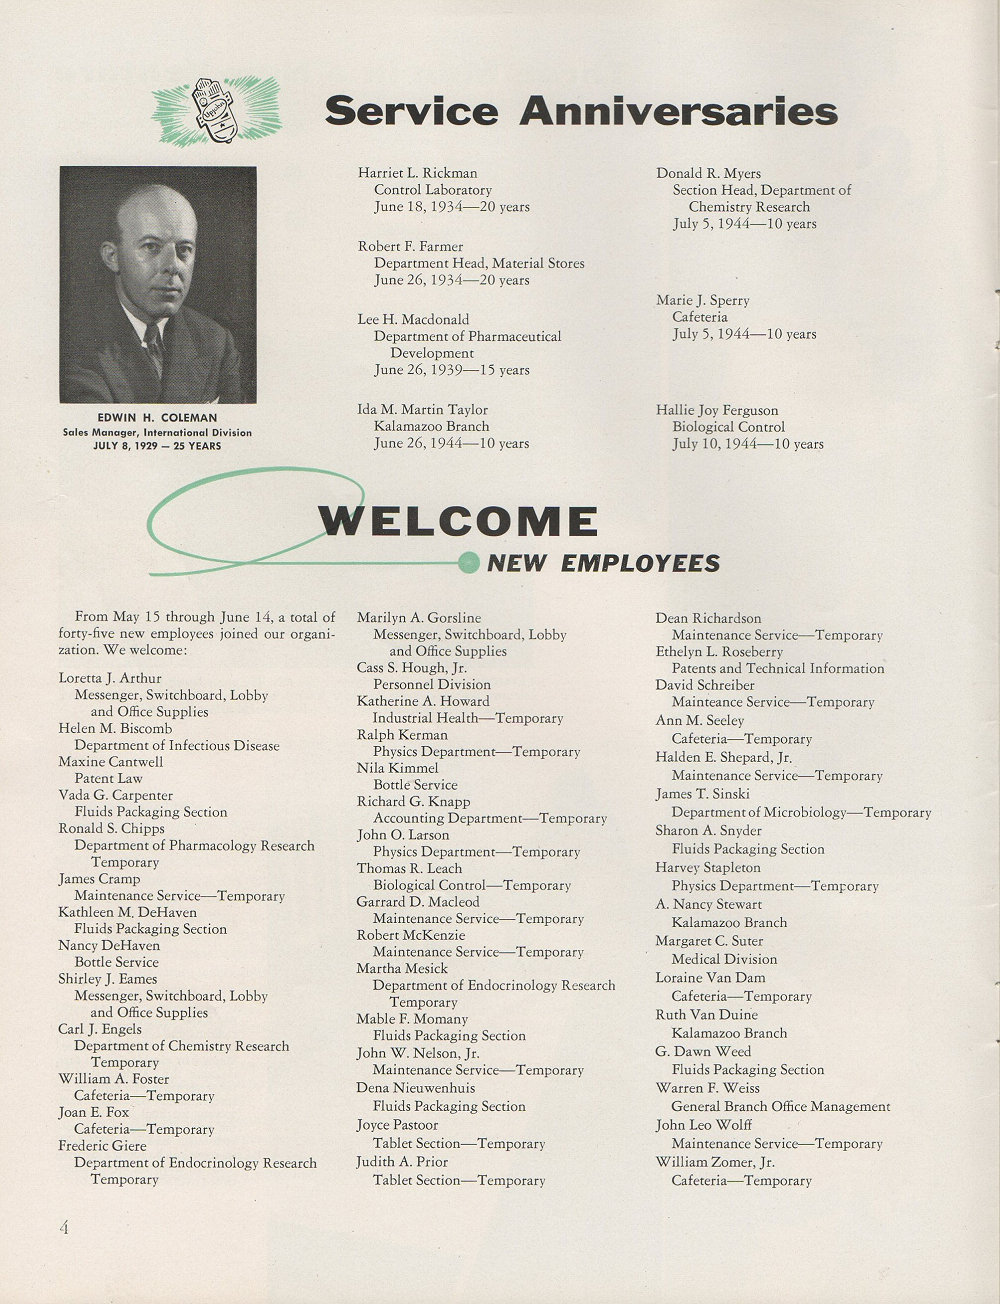 Upjohn
Service Anniversaries
EDWIN H. COLEMAN
Sales Manager, International Division
JULY 8, 1929 — 25 YEARS
Harriet L. Rickman
Control Laboratory
June 18, 1934—20 years
Robert F. Farmer
Department Head, Material Stores
June 26, 1934—20 years
Lee H. Macdonald
Department of Pharmaceutical
Development
June 26, 1939—15 years
Ida M. Martin Taylor
Kalamazoo Branch
June 26, 1944—10 years
Donald R. Myers
Section Head, Department of
Chemistry Research
July 5, 1944—10 years
Marie J. Sperry
Cafeteria
July 5, 1944—10 years
Hallie Joy Ferguson
Biological Control
July 10, 1944—10 years
WELCOME
NEW EMPLOYEES
From May 15 through June 14, a total of
forty-five new employees joined our organi-
zation. We welcome:
Loretta J. Arthur
Messenger, Switchboard, Lobby
and Office Supplies
Helen M. Biscomb
Department of Infectious Disease
Maxine Cantwell
Patent Law
Vada G. Carpenter
Fluids Packaging Section
Ronald S. Chipps
Department of Pharmacology Research
Temporary
James Cramp
Maintenance Service—Temporary
Kathleen M. DeHaven
Fluids Packaging Section
Nancy DeHaven
Bottle Service
Shirley J. Eames
Messenger, Switchboard, Lobby
and Office Supplies
Carl J. Engels
Department of Chemistry Research
Temporary
William A. Foster
Cafeteria—Temporary
Joan E. Fox
Cafeteria—Temporary
Frederic Giere
Department of Endocrinology Research
Temporary
Marilyn A. Gorsline
Messenger, Switchboard, Lobby
and Office Supplies
Cass S. Hough, Jr.
Personnel Division
Katherine A. Howard
Industrial Health—Temporary
Ralph Kerman
Physics Department—Temporary
Nila Kimmel
Bottle Service
Richard G. Knapp
Accounting Department—Temporary
John O. Larson
Physics Department—Temporary
Thomas R. Leach
Biological Control—Temporary
Garrard D. Macleod
Maintenance Service—Temporary
Robert McKenzie
Maintenance Service—Temporary
Martha Mesick
Department of Endocrinology Research
Temporary
Mable F. Momany
Fluids Packaging Section
John W. Nelson, Jr.
Maintenance Service—Temporary
Dena Nieuwenhuis
Fluids Packaging Section
Joyce Pastoor
Tablet Section—Temporary
Judith A. Prior
Tablet Section—Temporary
Dean Richardson
Maintenance Service—Temporary
Ethelyn L. Roseberry
Patents and Technical Information
David Schreiber
Mainteance Service—Temporary
Ann M. Seeley
Cafeteria—Temporary
Halden E. Shepard, Jr.
Maintenance Service—Temporary
James T. Sinski
Department of Microbiology—Temporary
Sharon A. Snyder
Fluids Packaging Section
Harvey Stapleton
Physics Department—Temporary
A. Nancy Stewart
Kalamazoo Branch
Margaret C. Suter
Medical Division
Loraine Van Dam
Cafeteria—Temporary
Ruth Van Duine
Kalamazoo Branch
G. Dawn Weed
Fluids Packaging Section
Warren F. Weiss
General Branch Office Management
John Leo Wolff
Maintenance Service—Temporary
William Zomer, Jr.
Cafeteria—Temporary
4